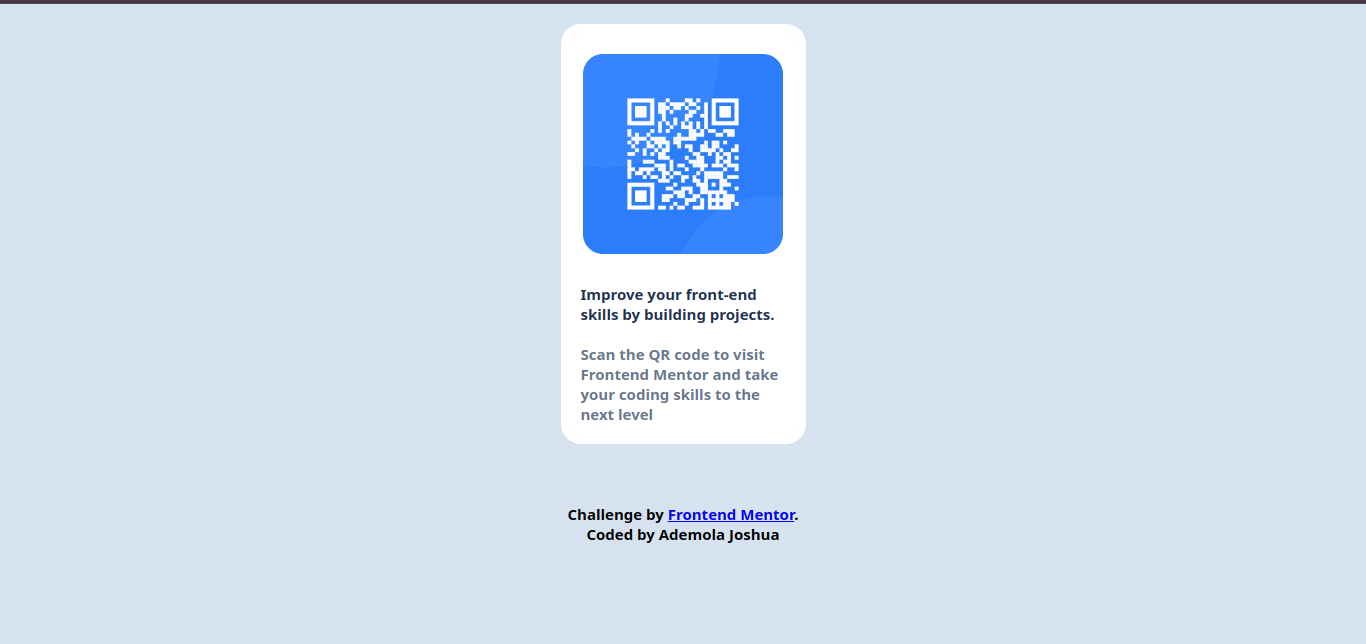 Improve your front-end
skills by building projects.
Scan the QR code to visit
Frontend Mentor and take
your coding skills to the
next level
Challenge by Frontend Mentor.
Coded by Ademola Joshua